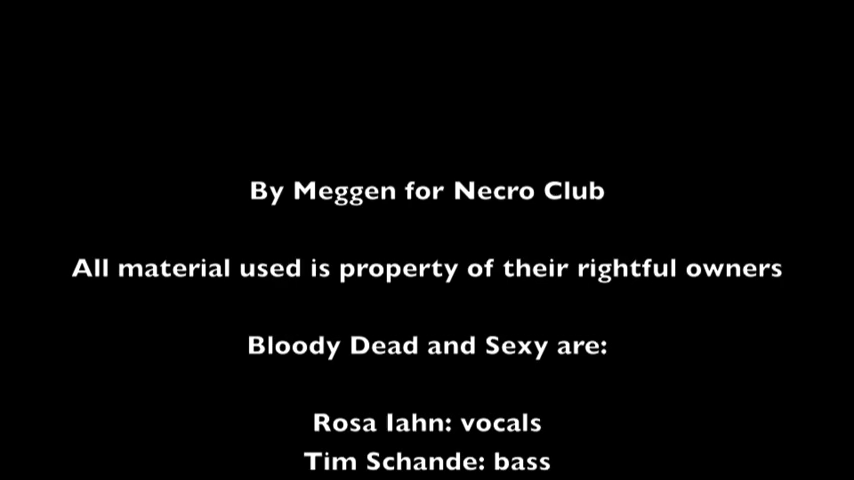 By Meggen for Necro Club
All material used is property of their rightful owners
Bloody Dead and Sexy are:
Rosa Iahn: vocals
Tim Schande: bass